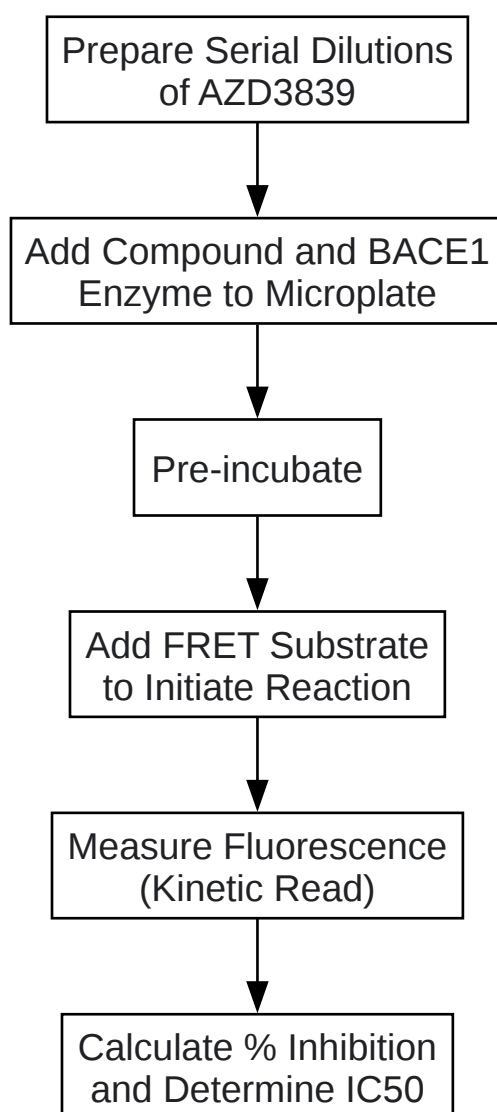 Prepare Serial Dilutions
of AZD3839
Add Compound and BACE1
Enzyme to Microplate
Pre-incubate
Add FRET Substrate
to Initiate Reaction
Measure Fluorescence
(Kinetic Read)
Calculate % Inhibition
and Determine IC50